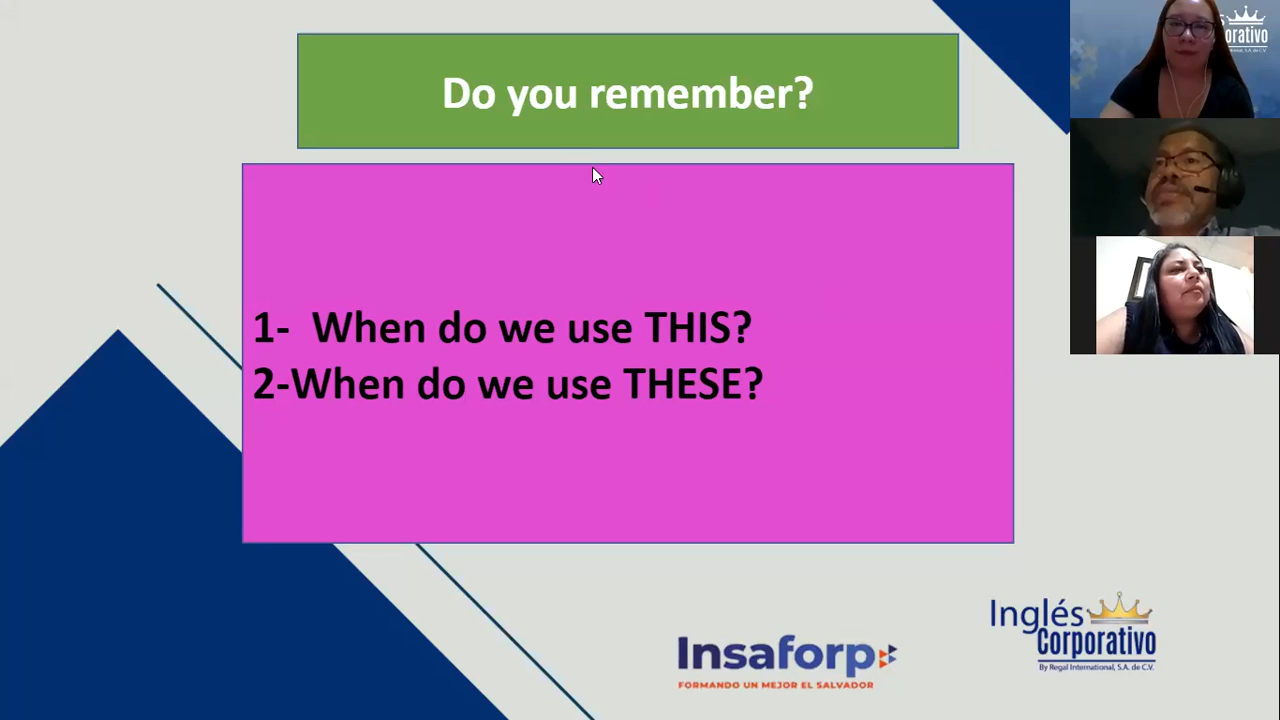 Do you remember?
1- When do we use THIS?
2-When do we use THESE?
Insaforp
FORMANDO UN MEJOR EL SALVADOR
Inglés
Corporativo
By Regal International, S.A. de C.V.
orativo